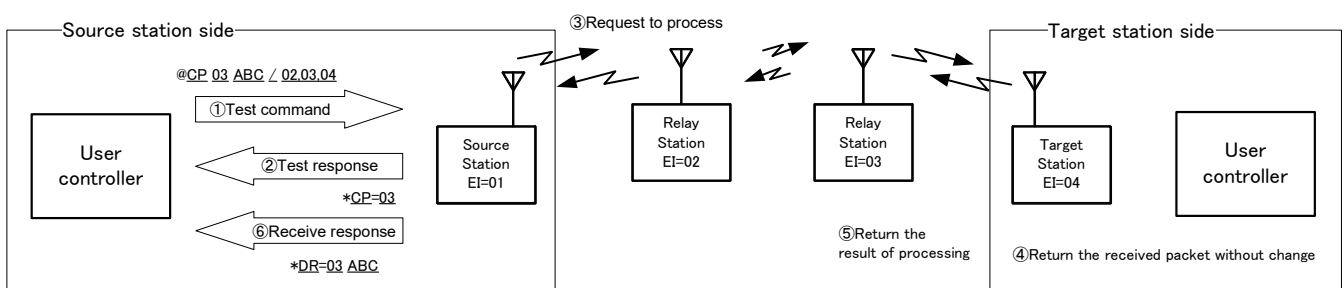 ③Request to process
Source station side
Target station side
@CP 03 ABC / 02,03,04
①Test command
User
controller
②Test response
*CP=03
⑥Receive response
*DR=03 ABC
Source
Station
EI=01
Relay
Station
EI=02
Relay
Station
EI=03
Target
Station
EI=04
User
controller
⑤Return the
result of processing
④Return the received packet without change